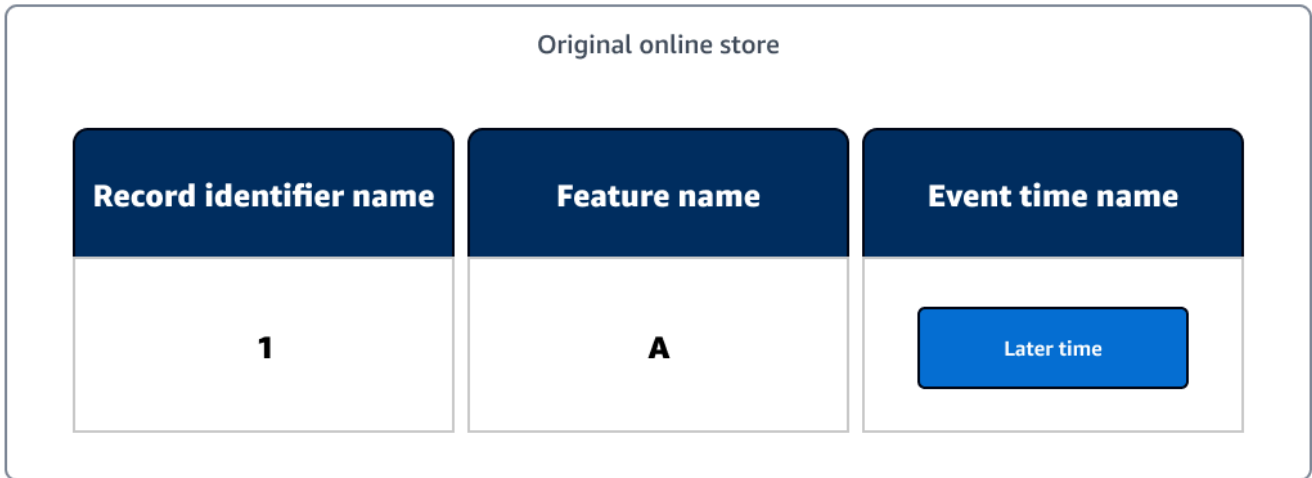 Original online store
Record identifier name
Feature name
Event time name
1
A
Later time